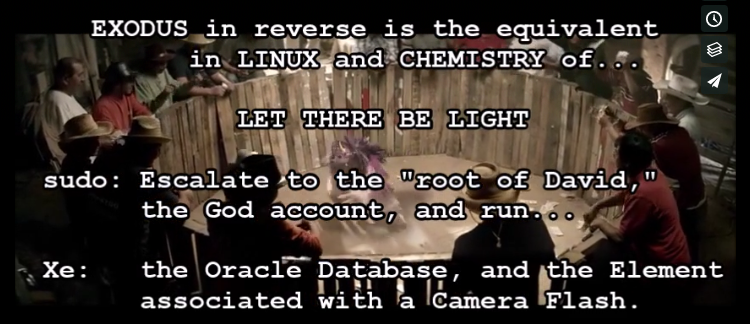 EXODUS in reverse is the equivalent
in LINUX and CHEMISTRY of...
LET THERE BE LIGHT
sudo: Escalate to the "root of David,"
the God account, and run...
Xe: the Oracle Database, and the Element
associated with a Camera Flash.